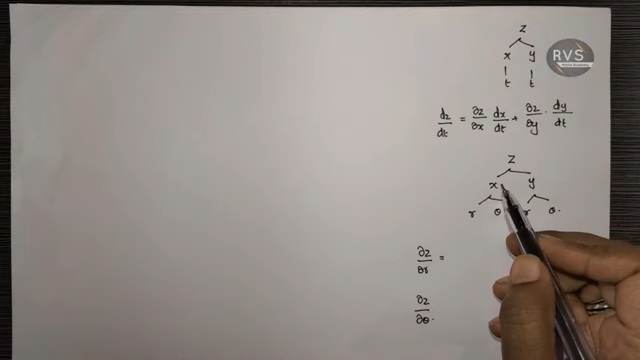 z
x y
t t
RVS
dz/dt = ∂z/∂x dx/dt + ∂z/∂y · dy/dt
z
x y
r θ r θ.
∂z/∂r =
∂z/∂θ.